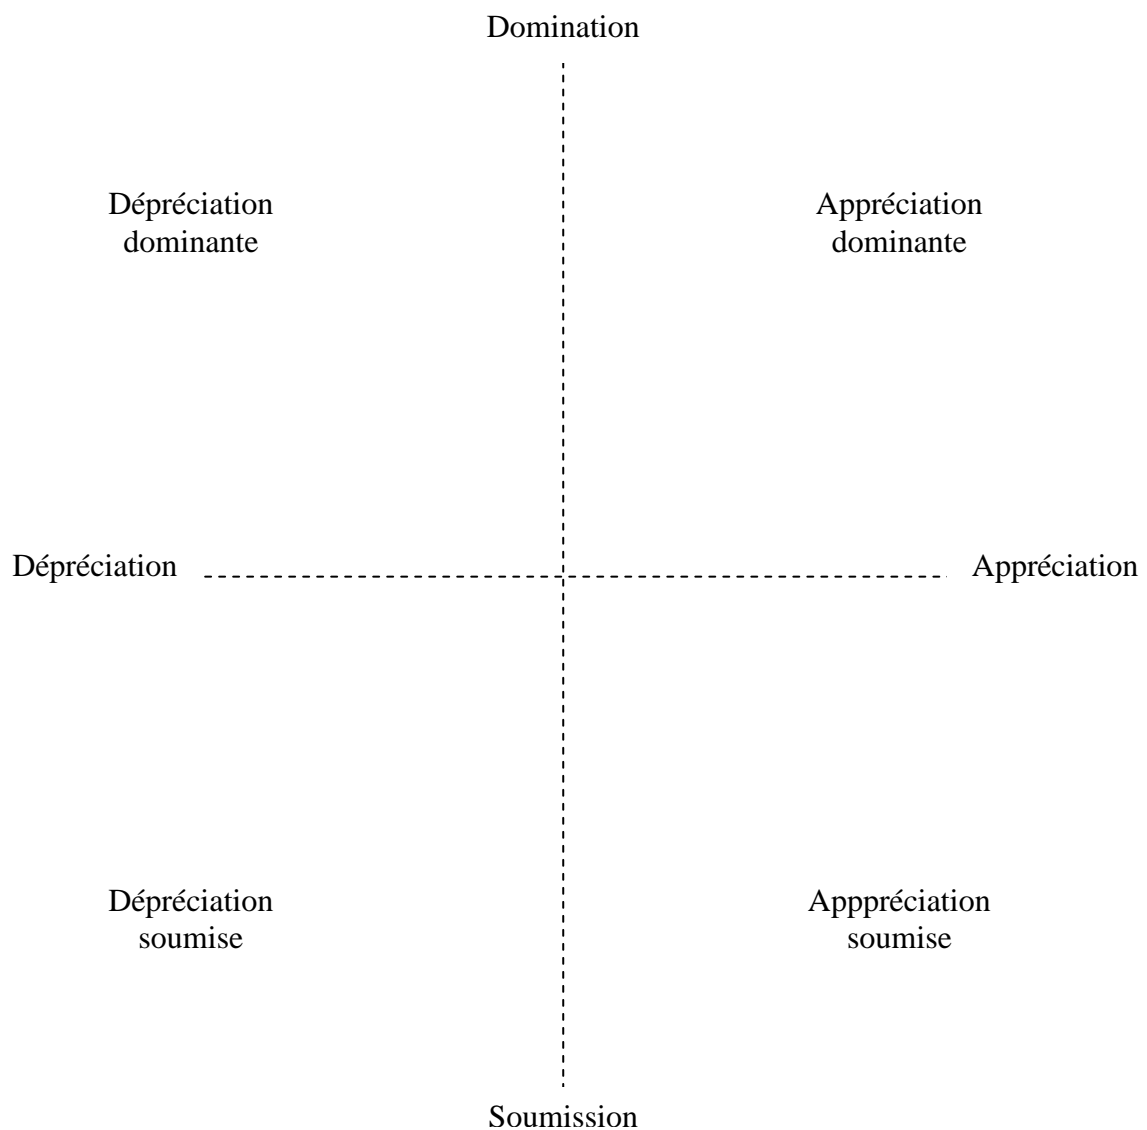 Domination
Dépréciation
dominante
Appréciation
dominante
Dépréciation
Appréciation
Dépréciation
soumise
Apppréciation
soumise
Soumission